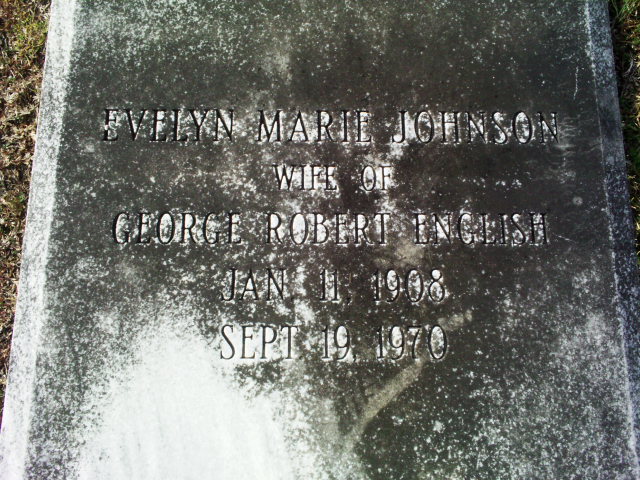 EVELYN MARIE JOHNSON
WIFE OF
GEORGE ROBERT ENGLISH
JAN. 11, 1908
SEPT. 19, 1970